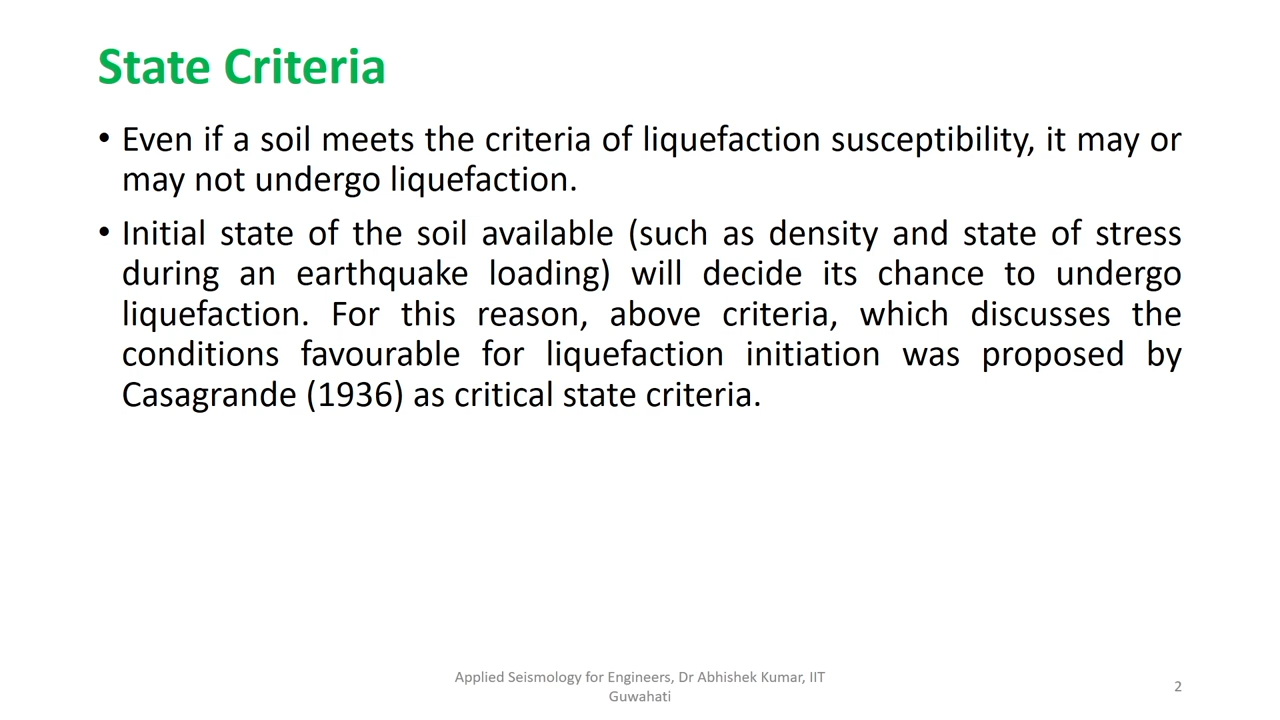 State Criteria
• Even if a soil meets the criteria of liquefaction susceptibility, it may or
may not undergo liquefaction.
• Initial state of the soil available (such as density and state of stress
during an earthquake loading) will decide its chance to undergo
liquefaction. For this reason, above criteria, which discusses the
conditions favourable for liquefaction initiation was proposed by
Casagrande (1936) as critical state criteria.
Applied Seismology for Engineers, Dr Abhishek Kumar, IIT
Guwahati
2